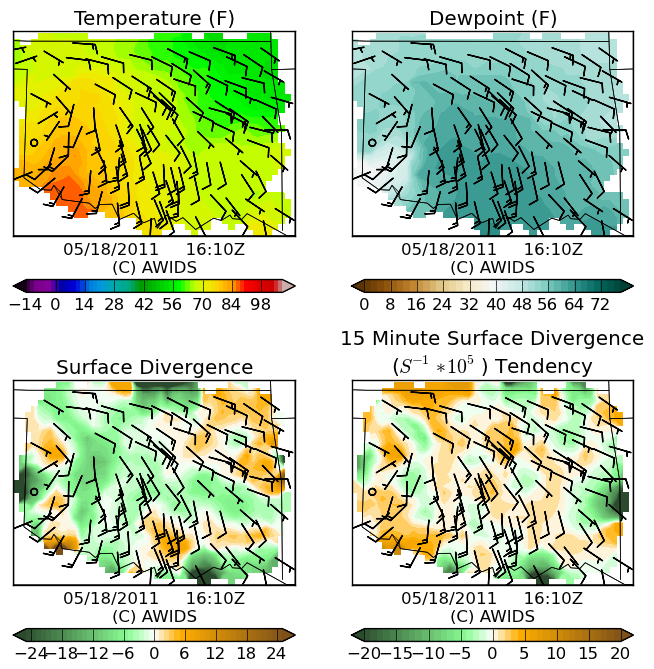 Temperature (F)
Dewpoint (F)
05/18/2011 16:10Z
(C) AWIDS
−14 0 14 28 42 56 70 84 98
05/18/2011 16:10Z
(C) AWIDS
0 8 16 24 32 40 48 56 64 72
Surface Divergence
15 Minute Surface Divergence
(S⁻¹ *10⁵ ) Tendency
05/18/2011 16:10Z
(C) AWIDS
−24 −18 −12 −6 0 6 12 18 24
05/18/2011 16:10Z
(C) AWIDS
−20 −15 −10 −5 0 5 10 15 20